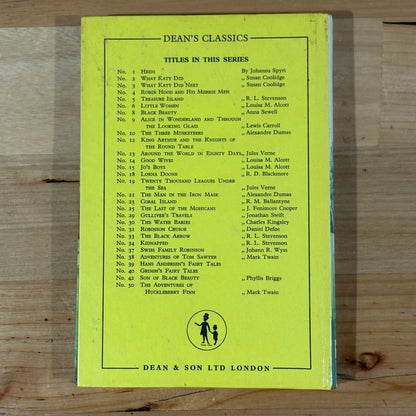 DEAN'S CLASSICS
TITLES IN THIS SERIES
No. 1 HEIDI By Johanna Spyri
No. 2 WHAT KATY DID ,, Susan Coolidge
No. 3 WHAT KATY DID NEXT ,, Susan Coolidge
No. 4 ROBIN HOOD AND HIS MERRIE MEN
No. 5 TREASURE ISLAND ,, R. L. Stevenson
No. 6 LITTLE WOMEN ,, Louisa M. Alcott
No. 8 BLACK BEAUTY ,, Anna Sewell
No. 9 ALICE IN WONDERLAND AND THROUGH
THE LOOKING GLASS ,, Lewis Carroll
No. 10 THE THREE MUSKETEERS ,, Alexandre Dumas
No. 12 KING ARTHUR AND THE KNIGHTS OF
THE ROUND TABLE
No. 13 AROUND THE WORLD IN EIGHTY DAYS ,, Jules Verne
No. 14 GOOD WIVES ,, Louisa M. Alcott
No. 15 JO'S BOYS ,, Louisa M. Alcott
No. 18 LORNA DOONE ,, R. D. Blackmore
No. 19 TWENTY THOUSAND LEAGUES UNDER
THE SEA ,, Jules Verne
No. 21 THE MAN IN THE IRON MASK ,, Alexandre Dumas
No. 23 CORAL ISLAND ,, R. M. Ballantyne
No. 25 THE LAST OF THE MOHICANS ,, J. Fenimore Cooper
No. 29 GULLIVER'S TRAVELS ,, Jonathan Swift
No. 30 THE WATER BABIES ,, Charles Kingsley
No. 31 ROBINSON CRUSOE ,, Daniel Defoe
No. 33 THE BLACK ARROW ,, R. L. Stevenson
No. 34 KIDNAPPED ,, R. L. Stevenson
No. 37 SWISS FAMILY ROBINSON ,, Johann R. Wyss
No. 38 ADVENTURES OF TOM SAWYER ,, Mark Twain
No. 39 HANS ANDERSEN'S FAIRY TALES
No. 40 GRIMM'S FAIRY TALES
No. 42 SON OF BLACK BEAUTY ,, Phyllis Briggs
No. 50 THE ADVENTURES OF
HUCKLEBERRY FINN ,, Mark Twain
DEAN & SON LTD LONDON